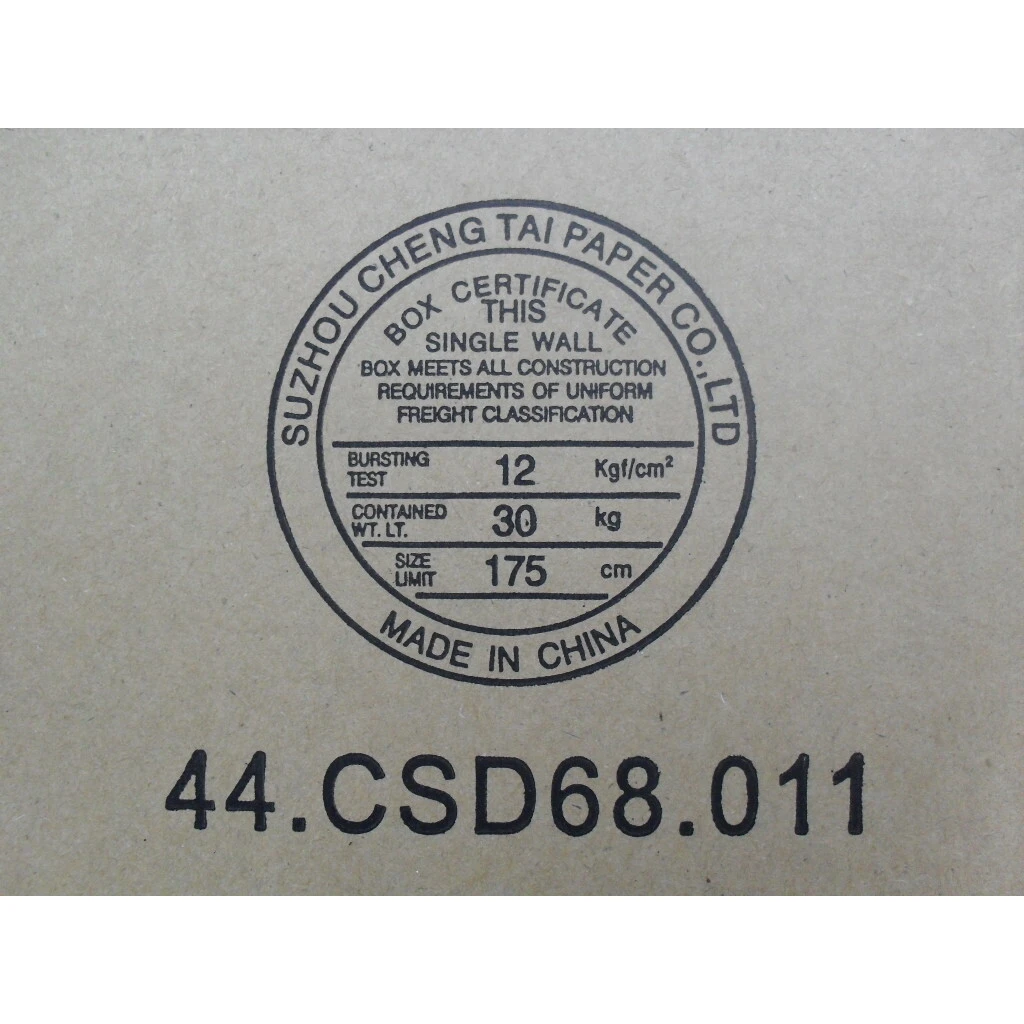 SUZHOU CHENG TAI PAPER CO.,LTD
BOX CERTIFICATE
THIS
SINGLE WALL
BOX MEETS ALL CONSTRUCTION
REQUIREMENTS OF UNIFORM
FREIGHT CLASSIFICATION
BURSTING TEST 12 Kgf/cm²
CONTAINED WT. LT. 30 kg
SIZE LIMIT 175 cm
MADE IN CHINA
44.CSD68.011